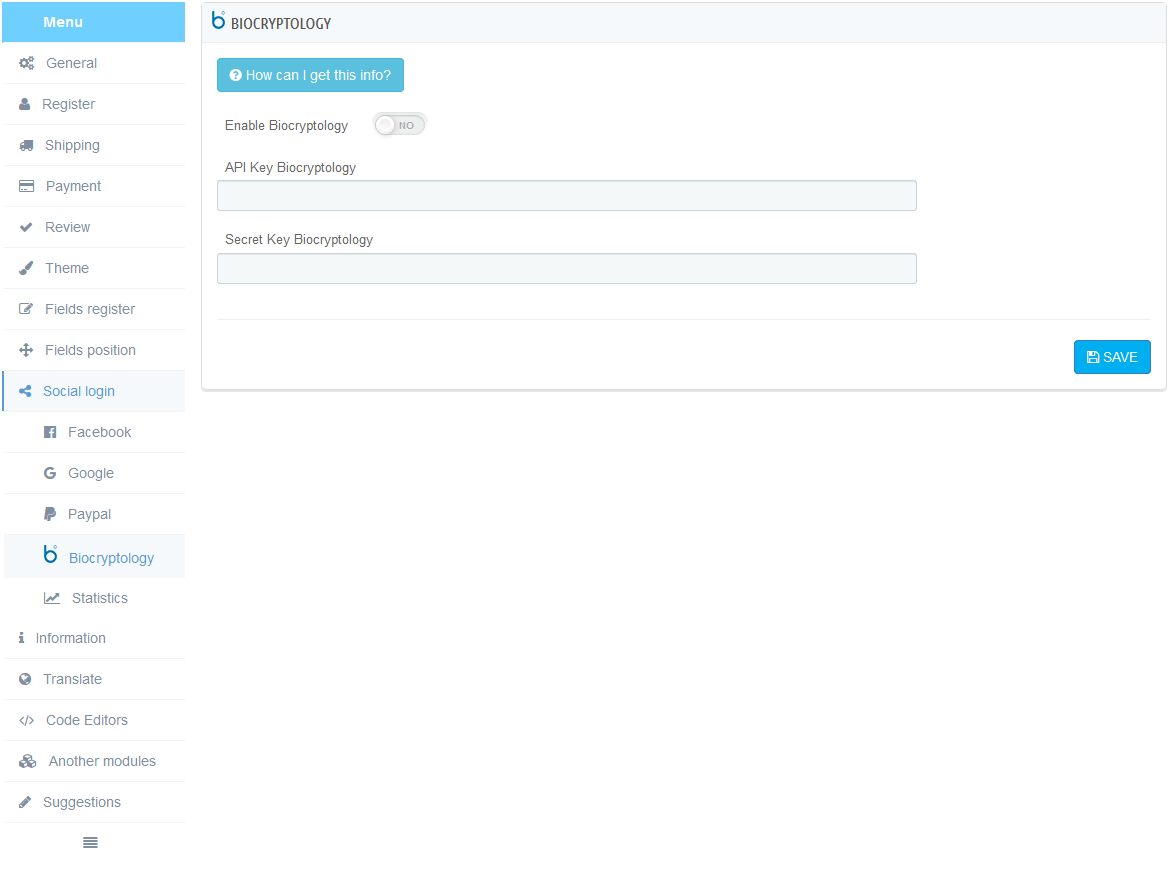 Menu
General
Register
Shipping
Payment
Review
Theme
Fields register
Fields position
Social login
Facebook
Google
Paypal
Biocryptology
Statistics
Information
Translate
Code Editors
Another modules
Suggestions
BIOCRYPTOLOGY
How can I get this info?
Enable Biocryptology NO
API Key Biocryptology
Secret Key Biocryptology
SAVE